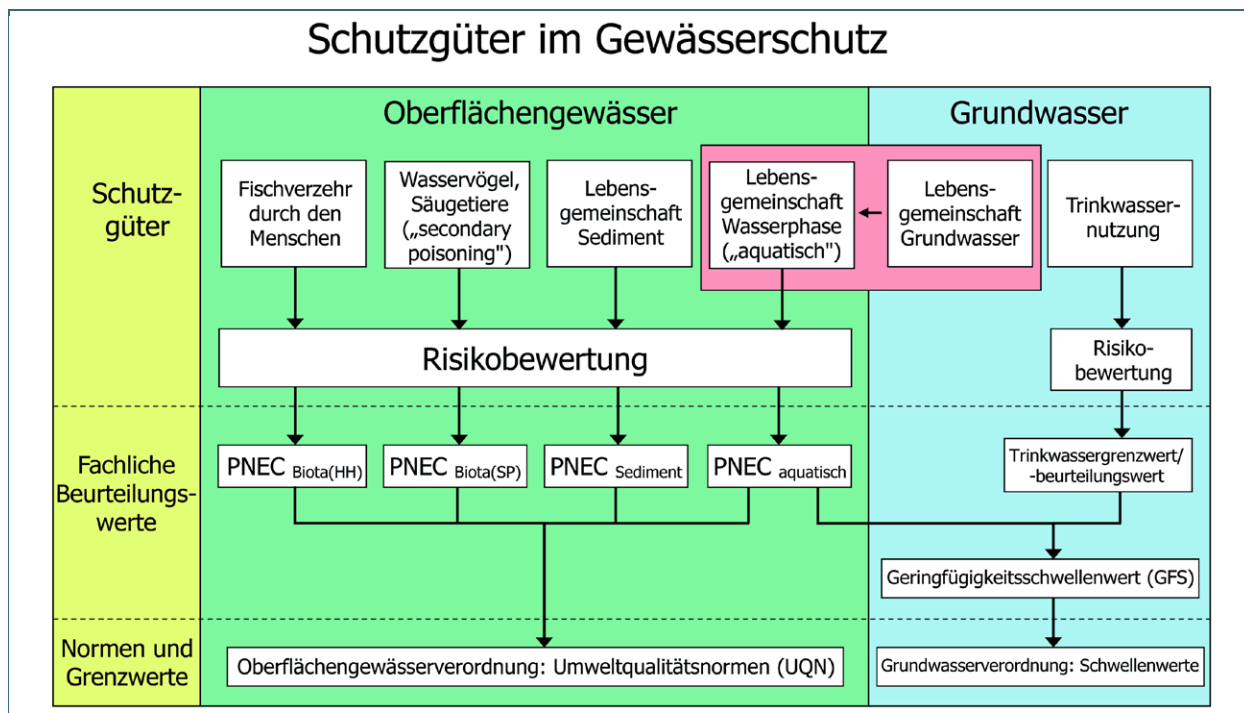 Schutzgüter im Gewässerschutz
Oberflächengewässer
Grundwasser
Schutz-
güter
Fischverzehr
durch den
Menschen
Wasservögel,
Säugetiere
(„secondary
poisoning")
Lebens-
gemeinschaft
Sediment
Lebens-
gemeinschaft
Wasserphase
(„aquatisch")
Lebens-
gemeinschaft
Grundwasser
Trinkwasser-
nutzung
Risikobewertung
Risiko-
bewertung
Fachliche
Beurteilungs-
werte
PNEC Biota(HH)
PNEC Biota(SP)
PNEC Sediment
PNEC aquatisch
Trinkwassergrenzwert/
-beurteilungswert
Geringfügigkeitsschwellenwert (GFS)
Normen und
Grenzwerte
Oberflächengewässerverordnung: Umweltqualitätsnormen (UQN)
Grundwasserverordnung: Schwellenwerte